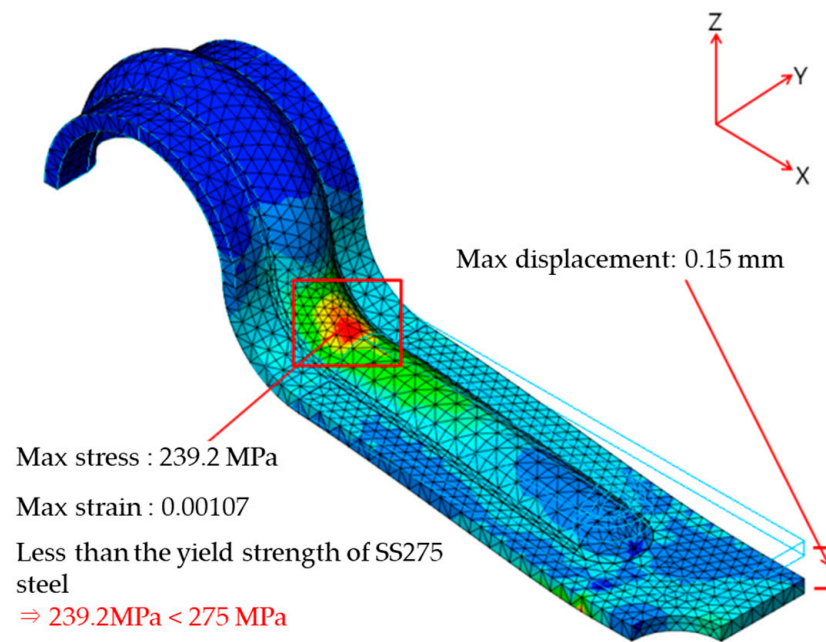 Z
Y
X
Max displacement: 0.15 mm
Max stress : 239.2 MPa
Max strain : 0.00107
Less than the yield strength of SS275
steel
⇒ 239.2MPa < 275 MPa